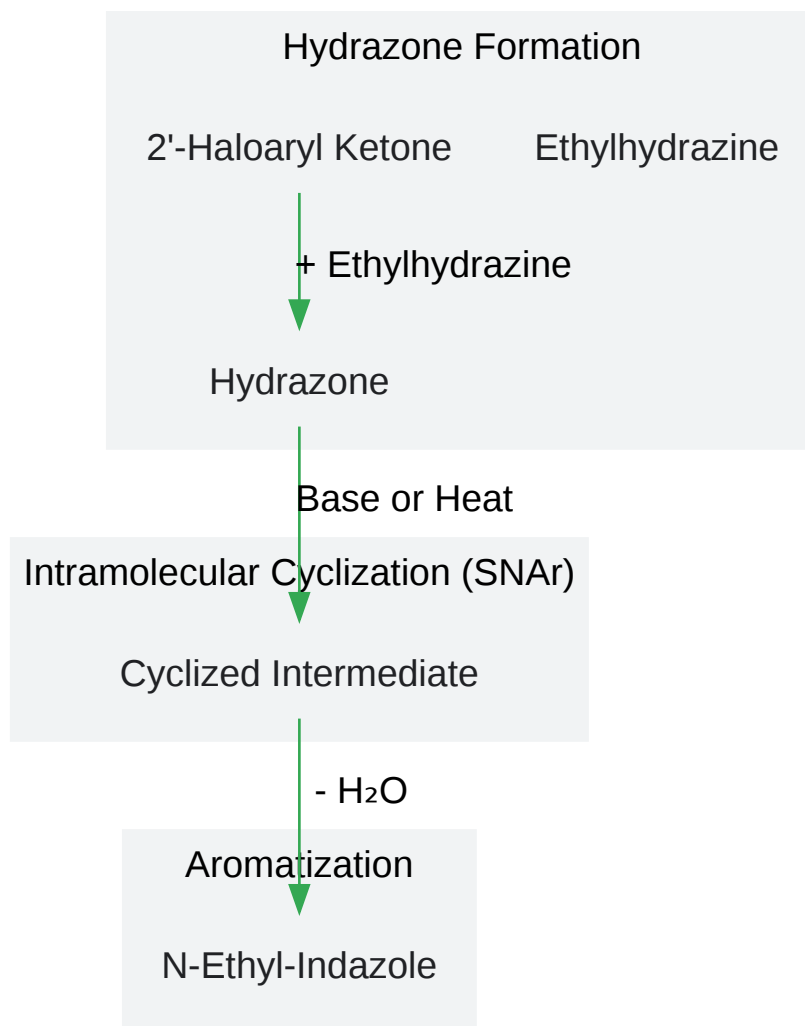 Hydrazone Formation
2'-Haloaryl Ketone
Ethylhydrazine
+ Ethylhydrazine
Hydrazone
Base or Heat
Intramolecular Cyclization (SNAr)
Cyclized Intermediate
- H₂O
Aromatization
N-Ethyl-Indazole